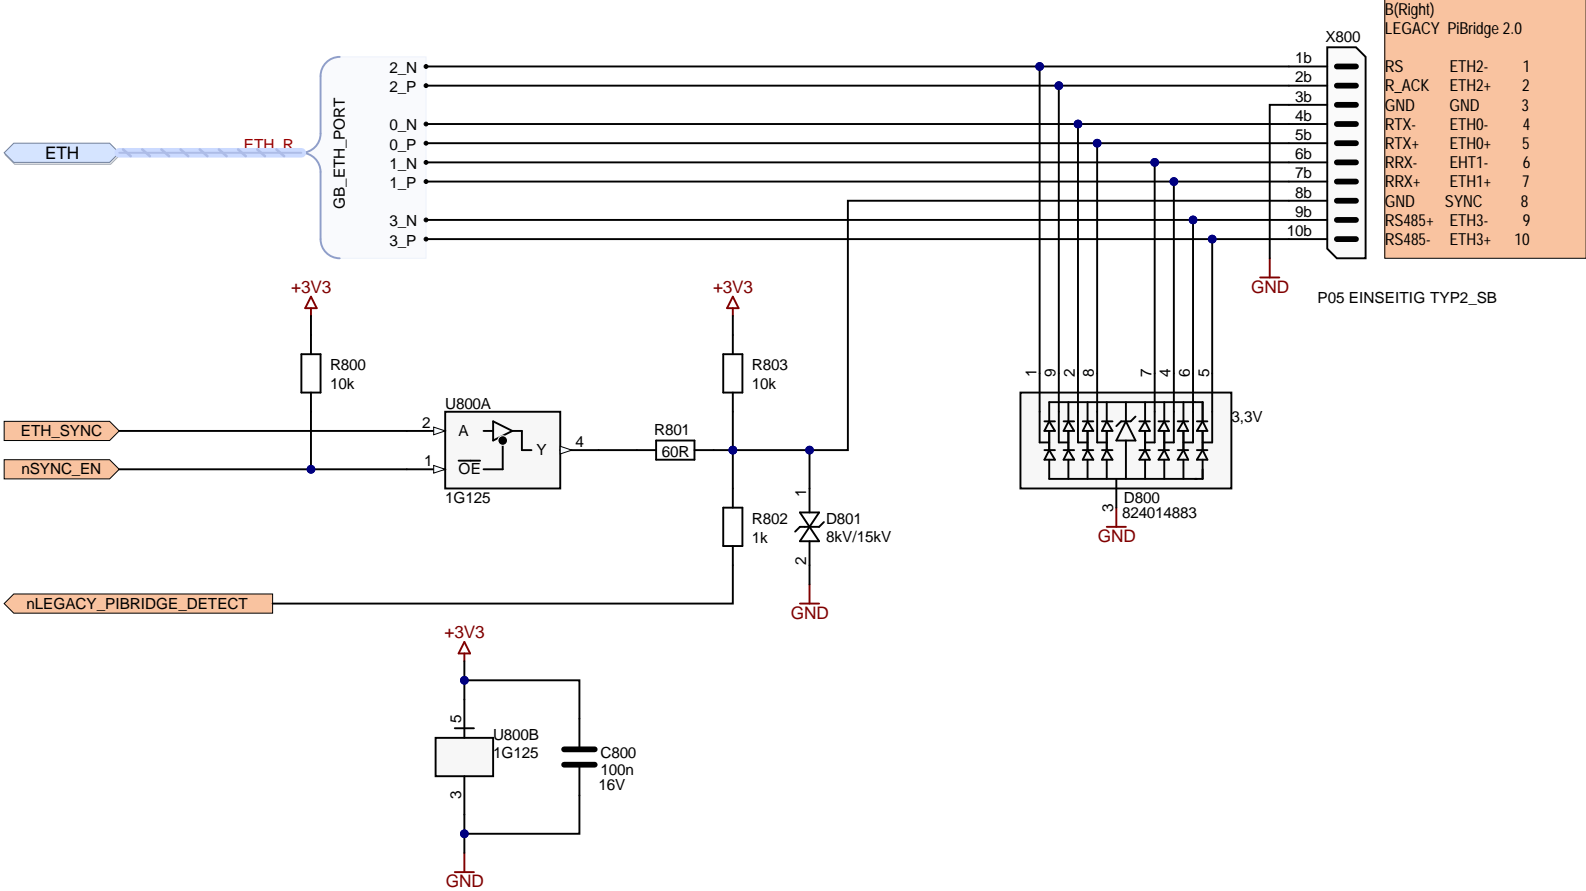 B(Right)
LEGACY PiBridge 2.0
X800
RS ETH2- 1
R_ACK ETH2+ 2
GND GND 3
RTX- ETH0- 4
RTX+ ETH0+ 5
RRX- EHT1- 6
RRX+ ETH1+ 7
GND SYNC 8
RS485+ ETH3- 9
RS485- ETH3+ 10
1b
2b
3b
4b
5b
6b
7b
8b
9b
10b
2_N
2_P
0_N
0_P
1_N
1_P
3_N
3_P
GB_ETH_PORT
ETH_R
ETH
GND
P05 EINSEITIG TYP2_SB
+3V3
R800
10k
+3V3
R803
10k
ETH_SYNC
nSYNC_EN
U800A
2
A
1
OE
Y
4
1G125
R801
60R
R802
1k
1
D801
8kV/15kV
2
GND
nLEGACY_PIBRIDGE_DETECT
1 9 2 8 7 4 6 5
3,3V
D800
824014883
3
GND
+3V3
5
U800B
1G125
3
C800
100n
16V
GND